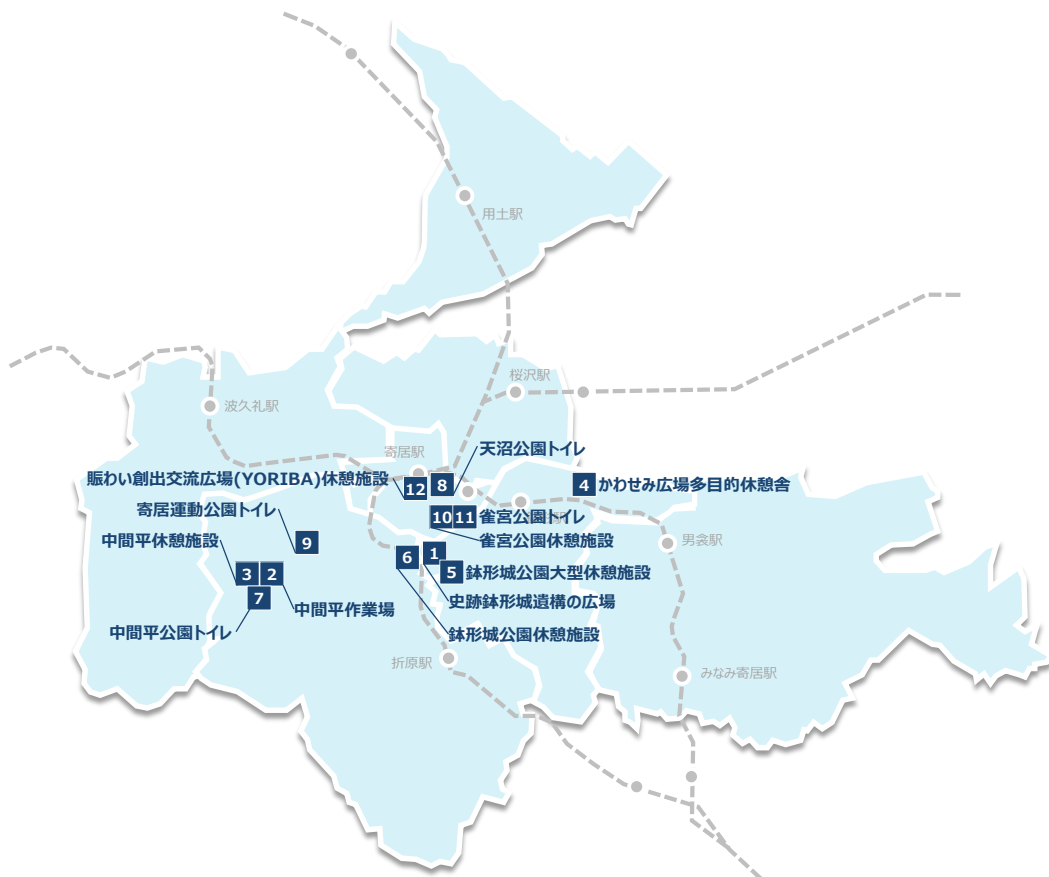 用土駅
桜沢駅
波久礼駅
寄居駅
天沼公園トイレ
賑わい創出交流広場(YORIBA)休憩施設
12
8
4
かわせみ広場多目的休憩舎
寄居運動公園トイレ
10
11
雀宮公園トイレ
雀宮公園休憩施設
中間平休憩施設
9
男衾駅
6
1
3
2
5
鉢形城公園大型休憩施設
7
中間平作業場
史跡鉢形城遺構の広場
中間平公園トイレ
鉢形城公園休憩施設
折原駅
みなみ寄居駅